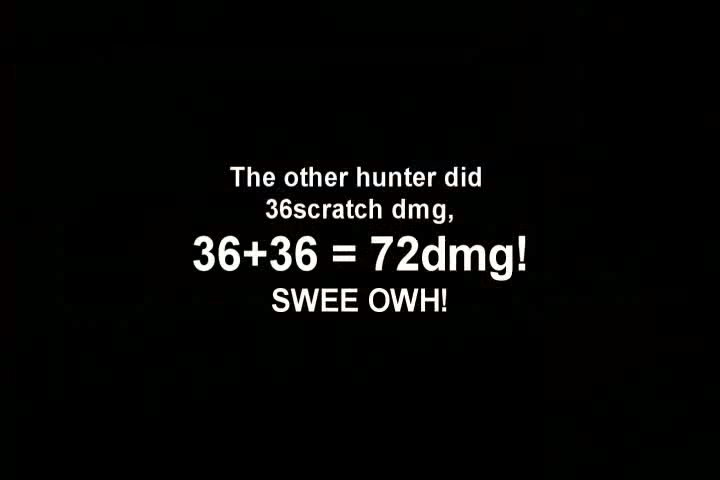 The other hunter did
36scratch dmg,
36+36 = 72dmg!
SWEE OWH!